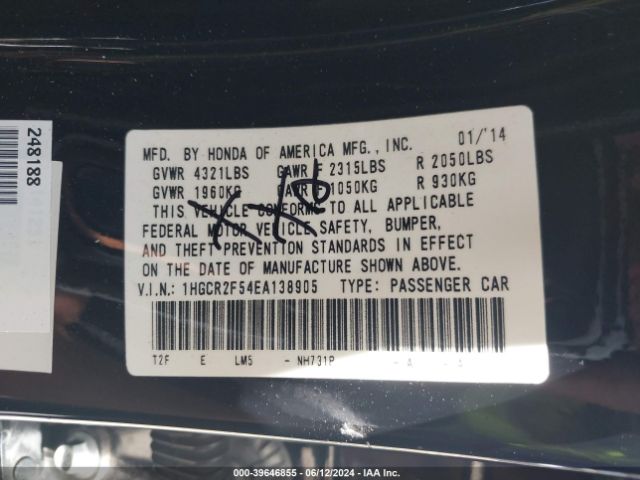 248188
MFD. BY HONDA OF AMERICA MFG., INC. 01/'14
GVWR 4321LBS GAWR F 2315LBS R 2050LBS
GVWR 1960KG GAWR F 1050KG R 930KG
THIS VEHICLE CONFORMS TO ALL APPLICABLE
FEDERAL MOTOR VEHICLE SAFETY, BUMPER,
AND THEFT PREVENTION STANDARDS IN EFFECT
ON THE DATE OF MANUFACTURE SHOWN ABOVE.
V.I.N.: 1HGCR2F54EA138905 TYPE: PASSENGER CAR
T2F E LM5 - NH731P - A - A
000-39646855 - 06/12/2024 - IAA Inc.